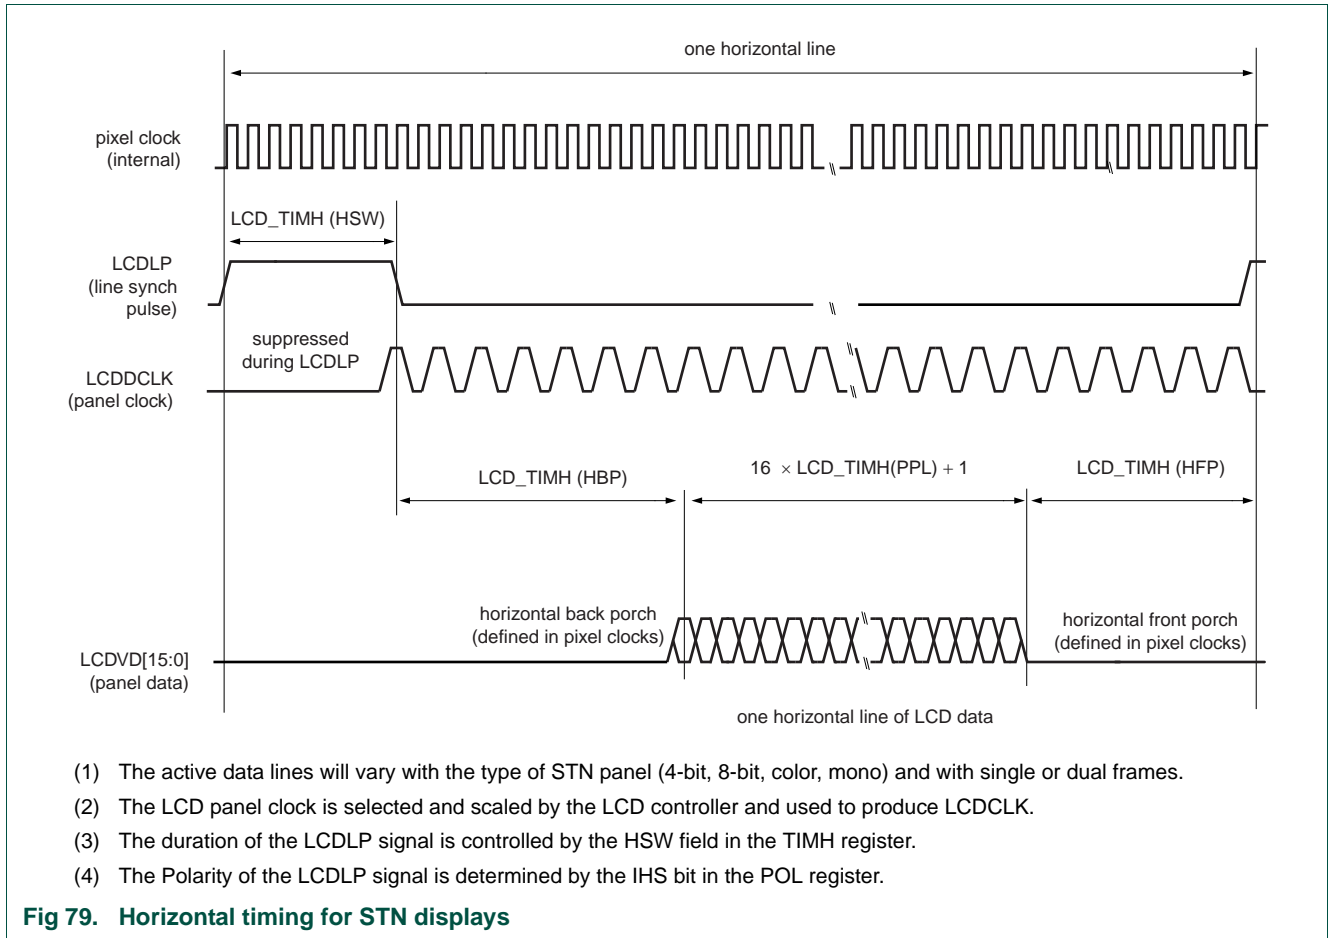 one horizontal line
pixel clock
(internal)
LCD_TIMH (HSW)
LCDLP
(line synch
pulse)
suppressed
during LCDLP
LCDDCLK
(panel clock)
LCD_TIMH (HBP)
16 × LCD_TIMH(PPL) + 1
LCD_TIMH (HFP)
horizontal back porch
(defined in pixel clocks)
horizontal front porch
(defined in pixel clocks)
LCDVD[15:0]
(panel data)
one horizontal line of LCD data
(1) The active data lines will vary with the type of STN panel (4-bit, 8-bit, color, mono) and with single or dual frames.
(2) The LCD panel clock is selected and scaled by the LCD controller and used to produce LCDCLK.
(3) The duration of the LCDLP signal is controlled by the HSW field in the TIMH register.
(4) The Polarity of the LCDLP signal is determined by the IHS bit in the POL register.
Fig 79. Horizontal timing for STN displays